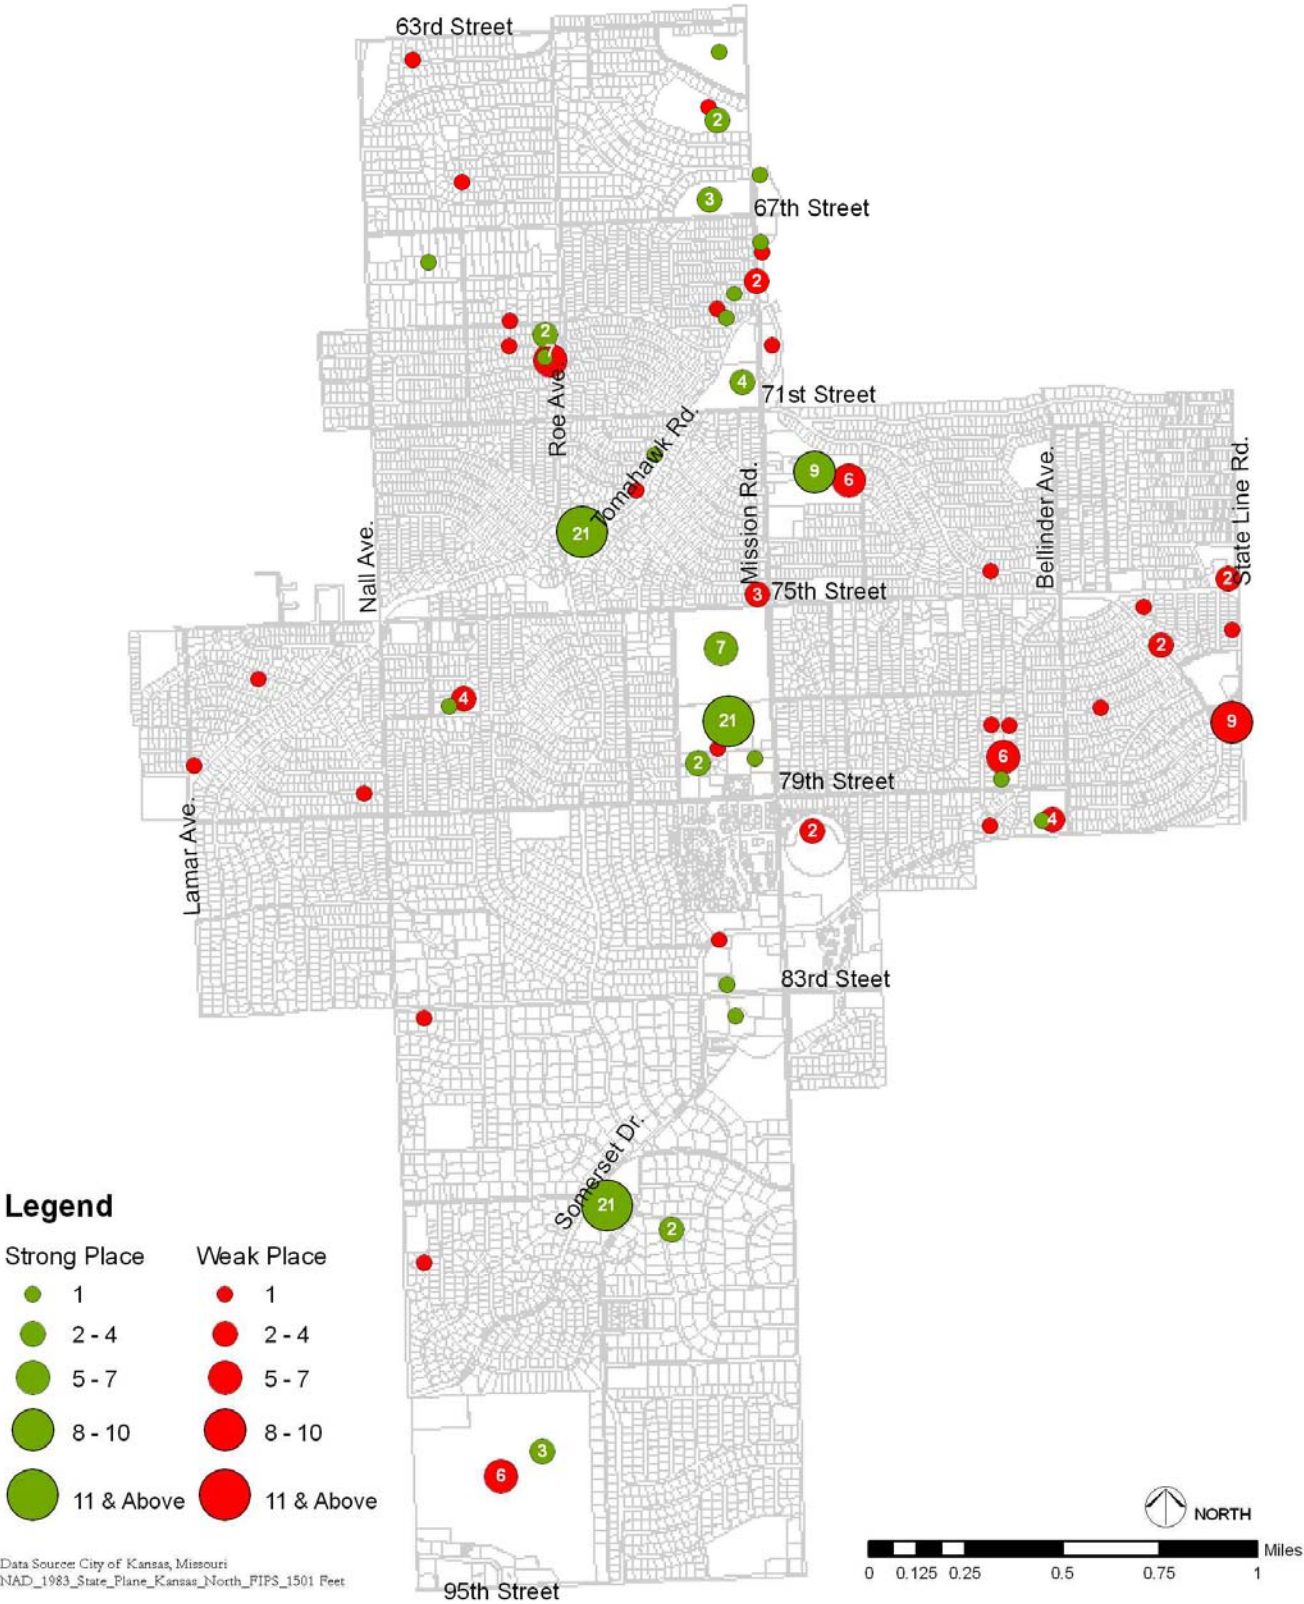 63rd Street
2
3
67th Street
2
2
7
Roe Ave.
4
71st Street
Tomahawk Rd.
9
6
21
Mission Rd.
Nall Ave.
Bellinder Ave.
State Line Rd.
2
3
75th Street
7
2
4
21
9
2
6
79th Street
Lamar Ave.
2
4
83rd Steet
Somerset Dr.
21
2
Legend
Strong Place Weak Place
1 1
2 - 4 2 - 4
5 - 7 5 - 7
8 - 10 8 - 10
11 & Above 11 & Above
3
6
NORTH
Miles
0 0.125 0.25 0.5 0.75 1
Data Source: City of Kansas, Missouri
NAD_1983_State_Plane_Kansas_North_FIPS_1501 Feet
95th Street